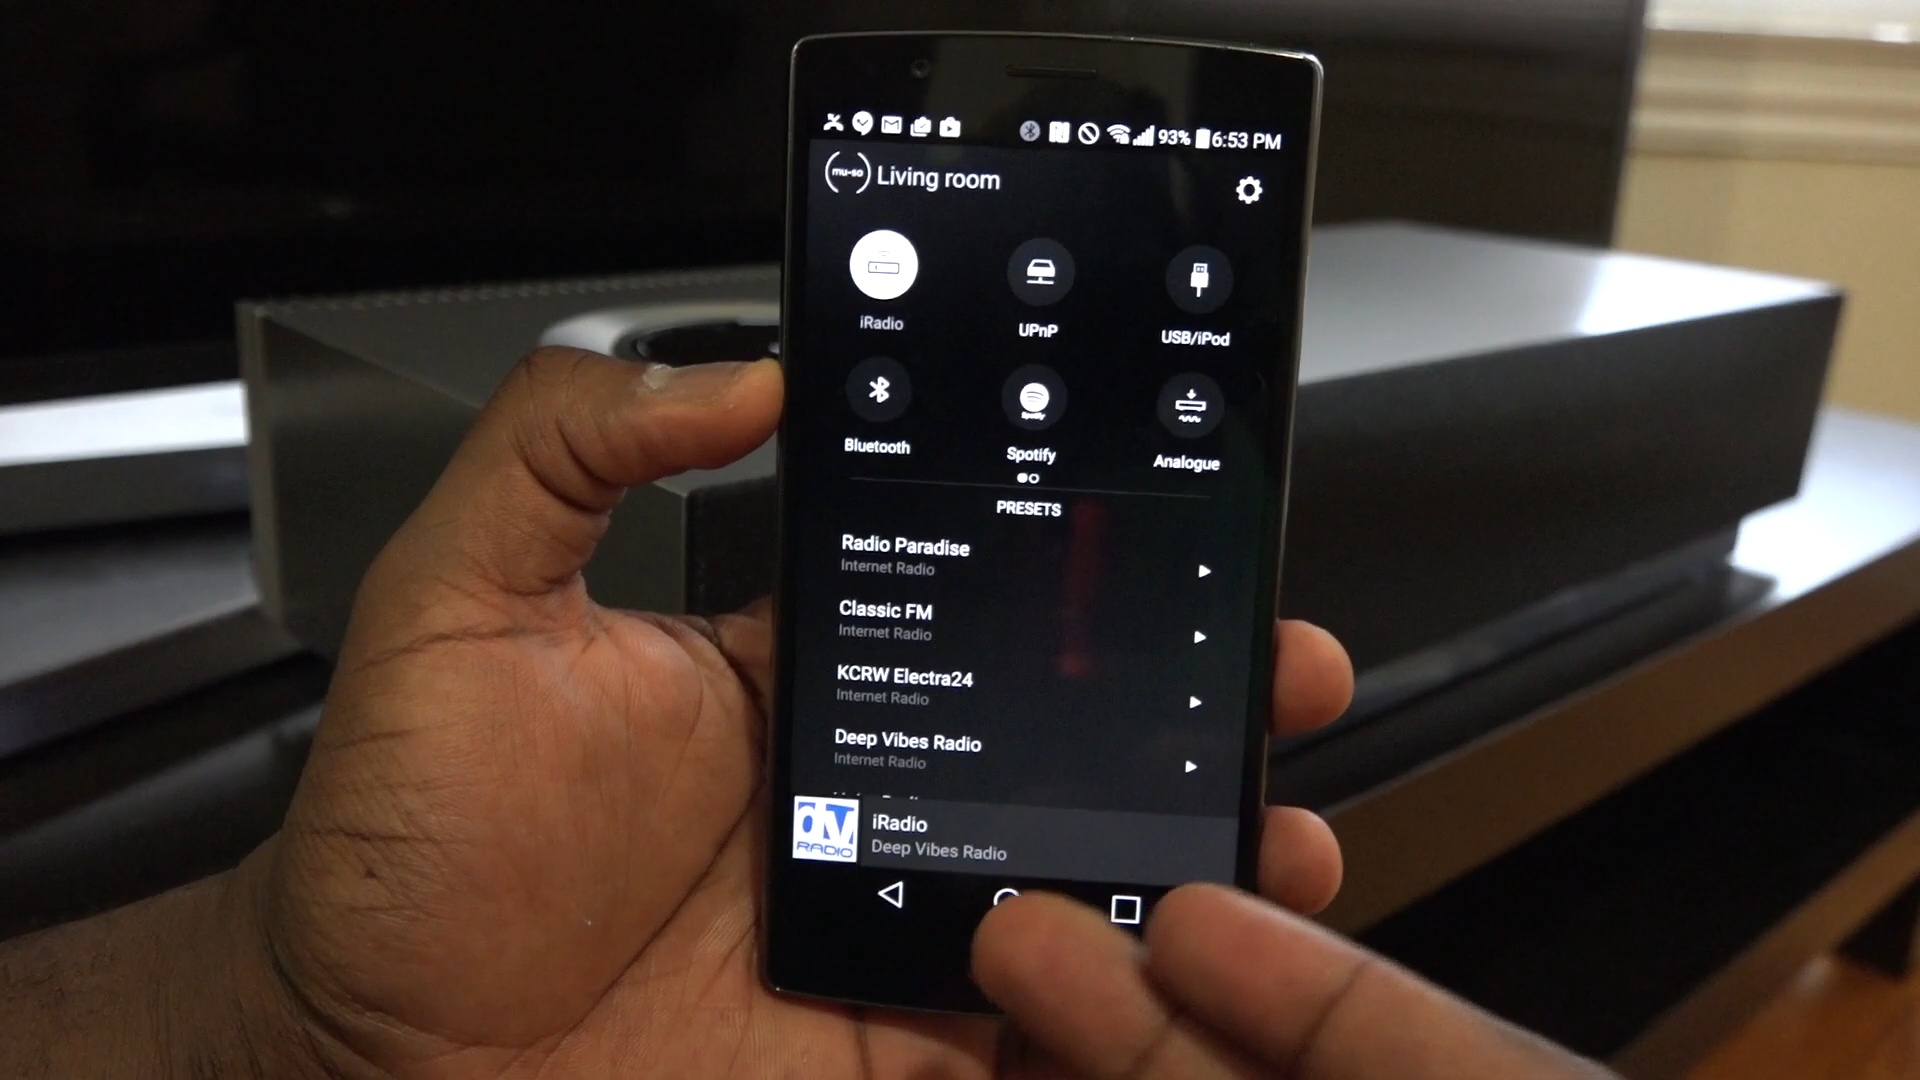 93% 6:53 PM
mu-so Living room
iRadio
UPnP
USB/iPod
Bluetooth
Spotify
Spotify
Analogue
PRESETS
Radio Paradise
Internet Radio
Classic FM
Internet Radio
KCRW Electra24
Internet Radio
Deep Vibes Radio
Internet Radio
dV
RADIO
iRadio
Deep Vibes Radio